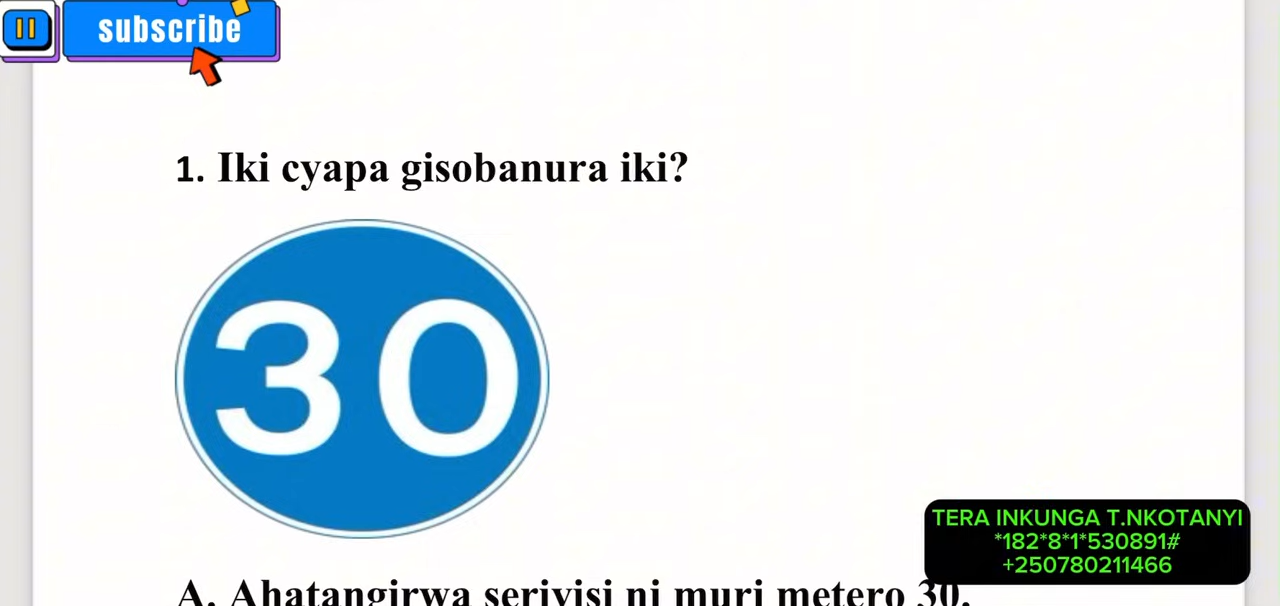 subscribe
1. Iki cyapa gisobanura iki?
30
TERA INKUNGA T.NKOTANYI
*182*8*1*530891#
+250780211466
A. Ahatangirwa serivisi ni muri metero 30.